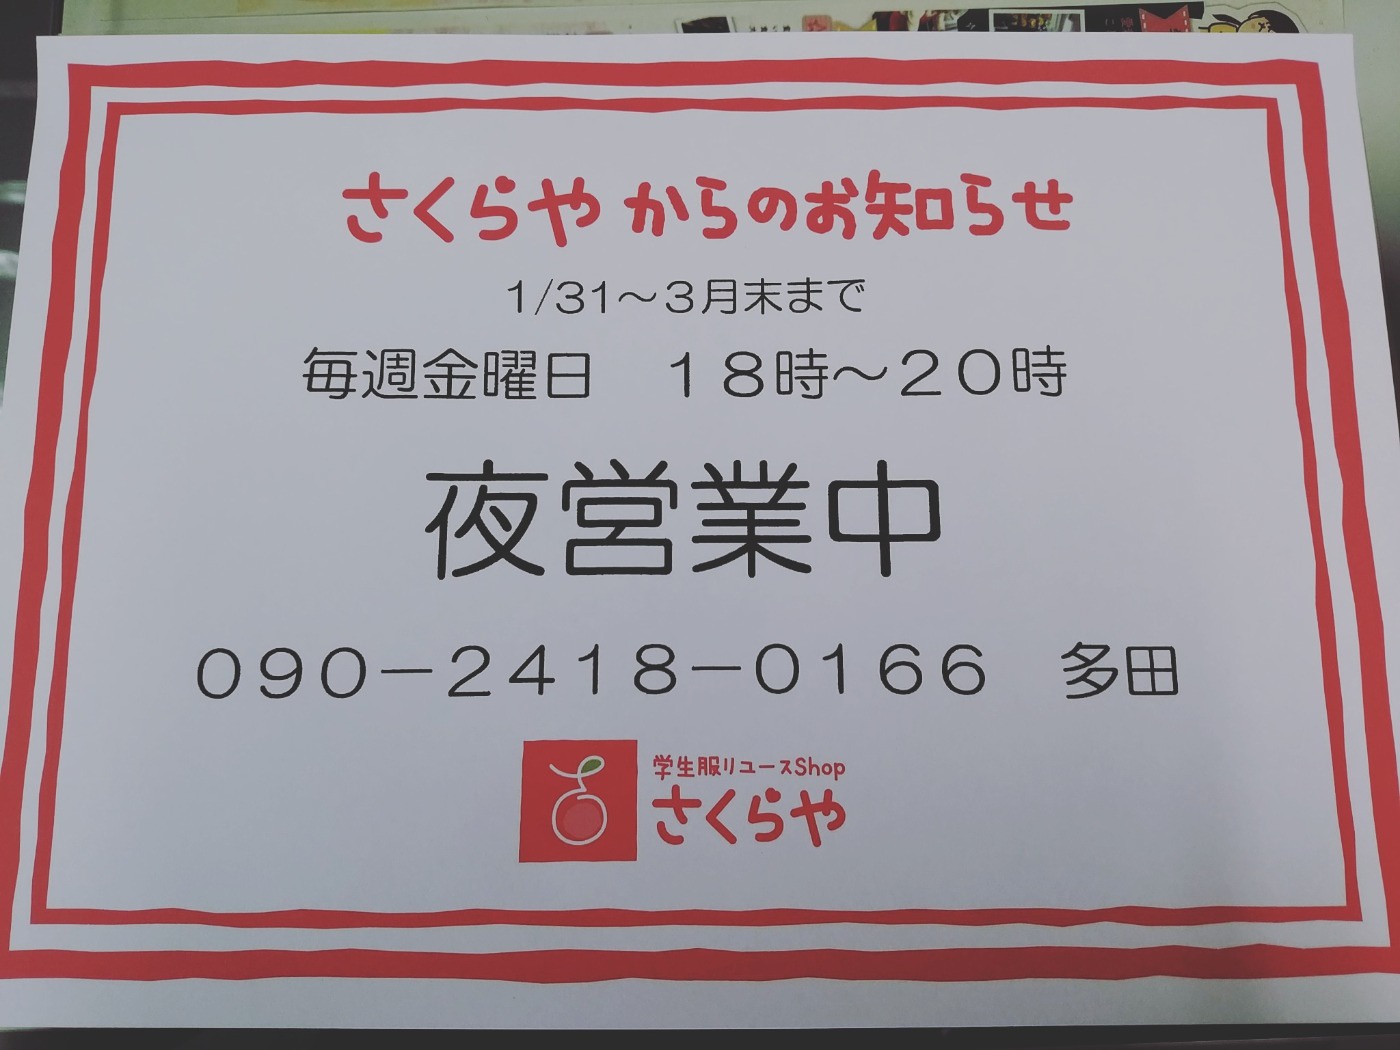 さくらや からのお知らせ
1/31～３月末まで
毎週金曜日　１８時～２０時
夜営業中
０９０－２４１８－０１６６　多田
学生服リユースShop
さくらや